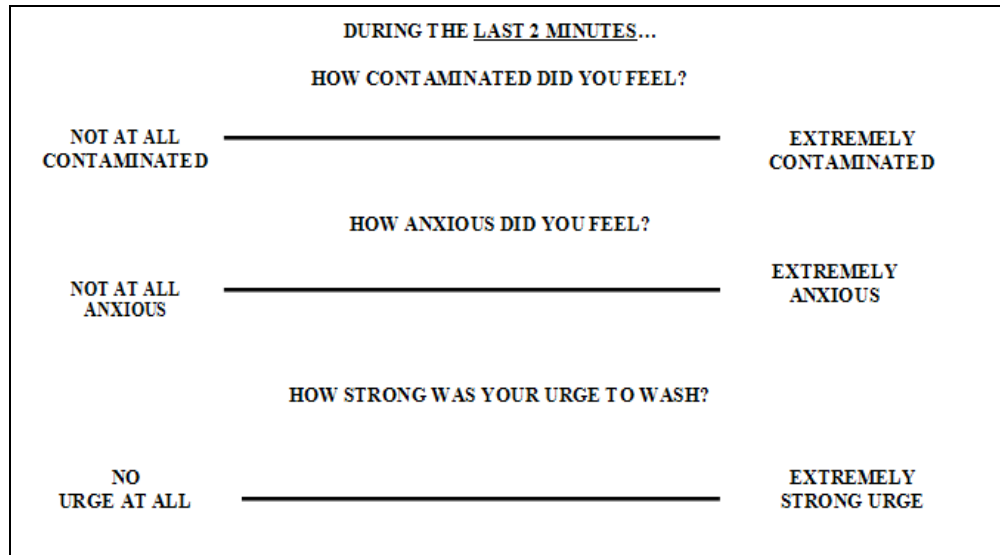 DURING THE LAST 2 MINUTES...
HOW CONTAMINATED DID YOU FEEL?
NOT AT ALL
CONTAMINATED
EXTREMELY
CONTAMINATED
HOW ANXIOUS DID YOU FEEL?
NOT AT ALL
ANXIOUS
EXTREMELY
ANXIOUS
HOW STRONG WAS YOUR URGE TO WASH?
NO
URGE AT ALL
EXTREMELY
STRONG URGE